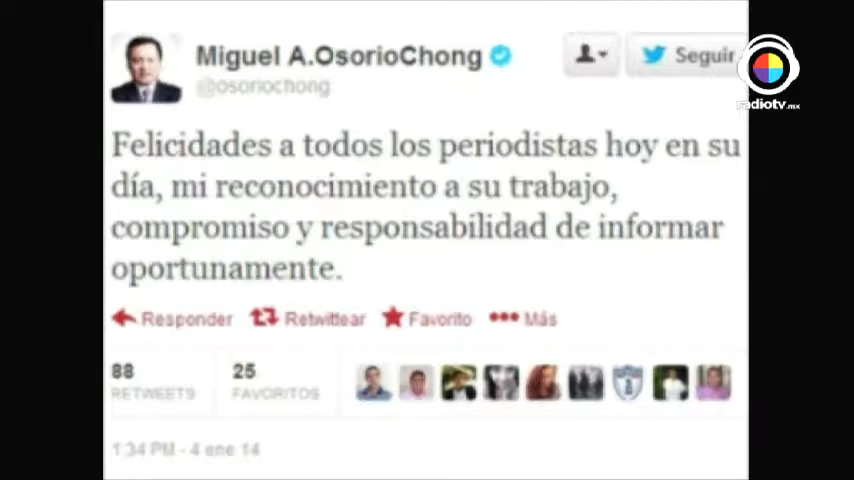 Miguel A.OsorioChong
@osoriochong
Seguir
radiotv.mx
Felicidades a todos los periodistas hoy en su
día, mi reconocimiento a su trabajo,
compromiso y responsabilidad de informar
oportunamente.
Responder Retwittear Favorito Más
88 25
RETWEETS FAVORITOS
1:34 PM - 4 ene 14